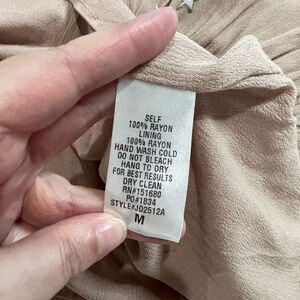 SELF
100% RAYON
LINING
100% RAYON
HAND WASH COLD
DO NOT BLEACH
HANG TO DRY
FOR BEST RESULTS
DRY CLEAN
RN#151680
PO#1834
STYLE#JD2512A
M